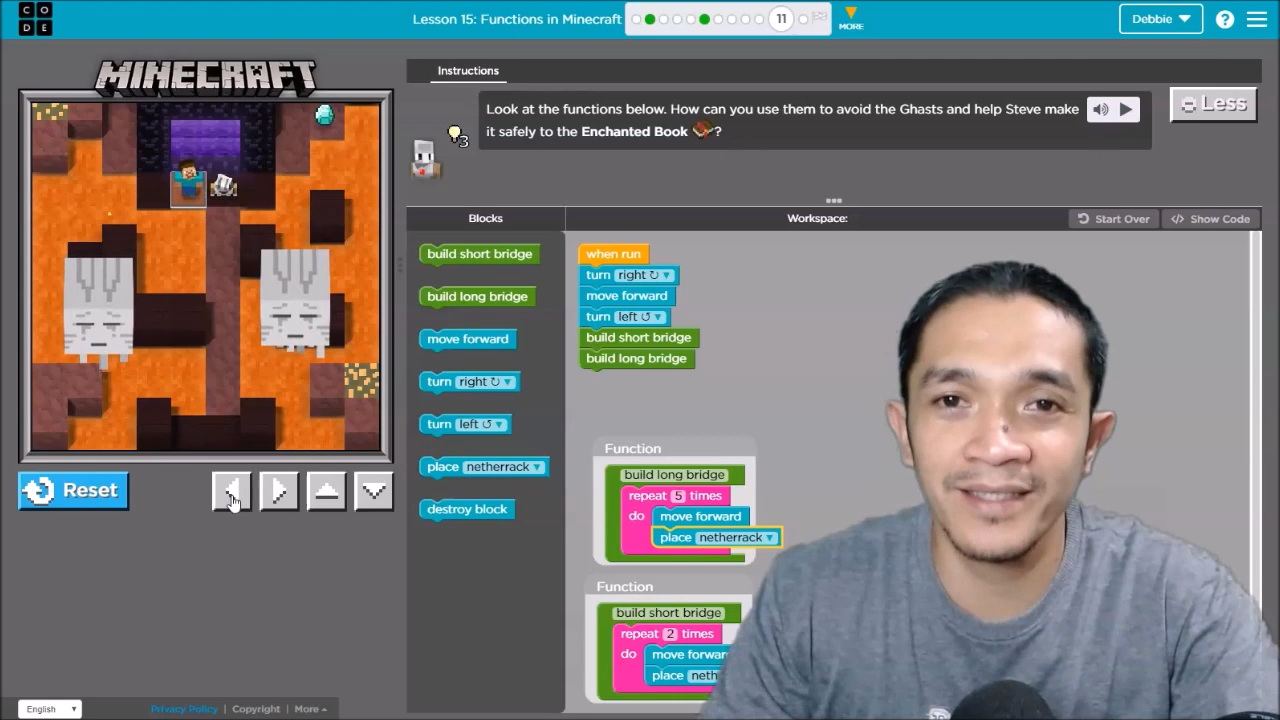 C O
D E
Lesson 15: Functions in Minecraft
11
MORE
Debbie
?
MINECRAFT
Instructions
Look at the functions below. How can you use them to avoid the Ghasts and help Steve make
it safely to the Enchanted Book ?
3
Less
Blocks
Workspace:
Start Over
</> Show Code
build short bridge
build long bridge
move forward
turn right
turn left
place netherrack
destroy block
when run
turn right
move forward
turn left
build short bridge
build long bridge
Function
build long bridge
repeat 5 times
do move forward
place netherrack
Function
build short bridge
repeat 2 times
do move forwar
place neth
Reset
English
Privacy Policy | Copyright | More